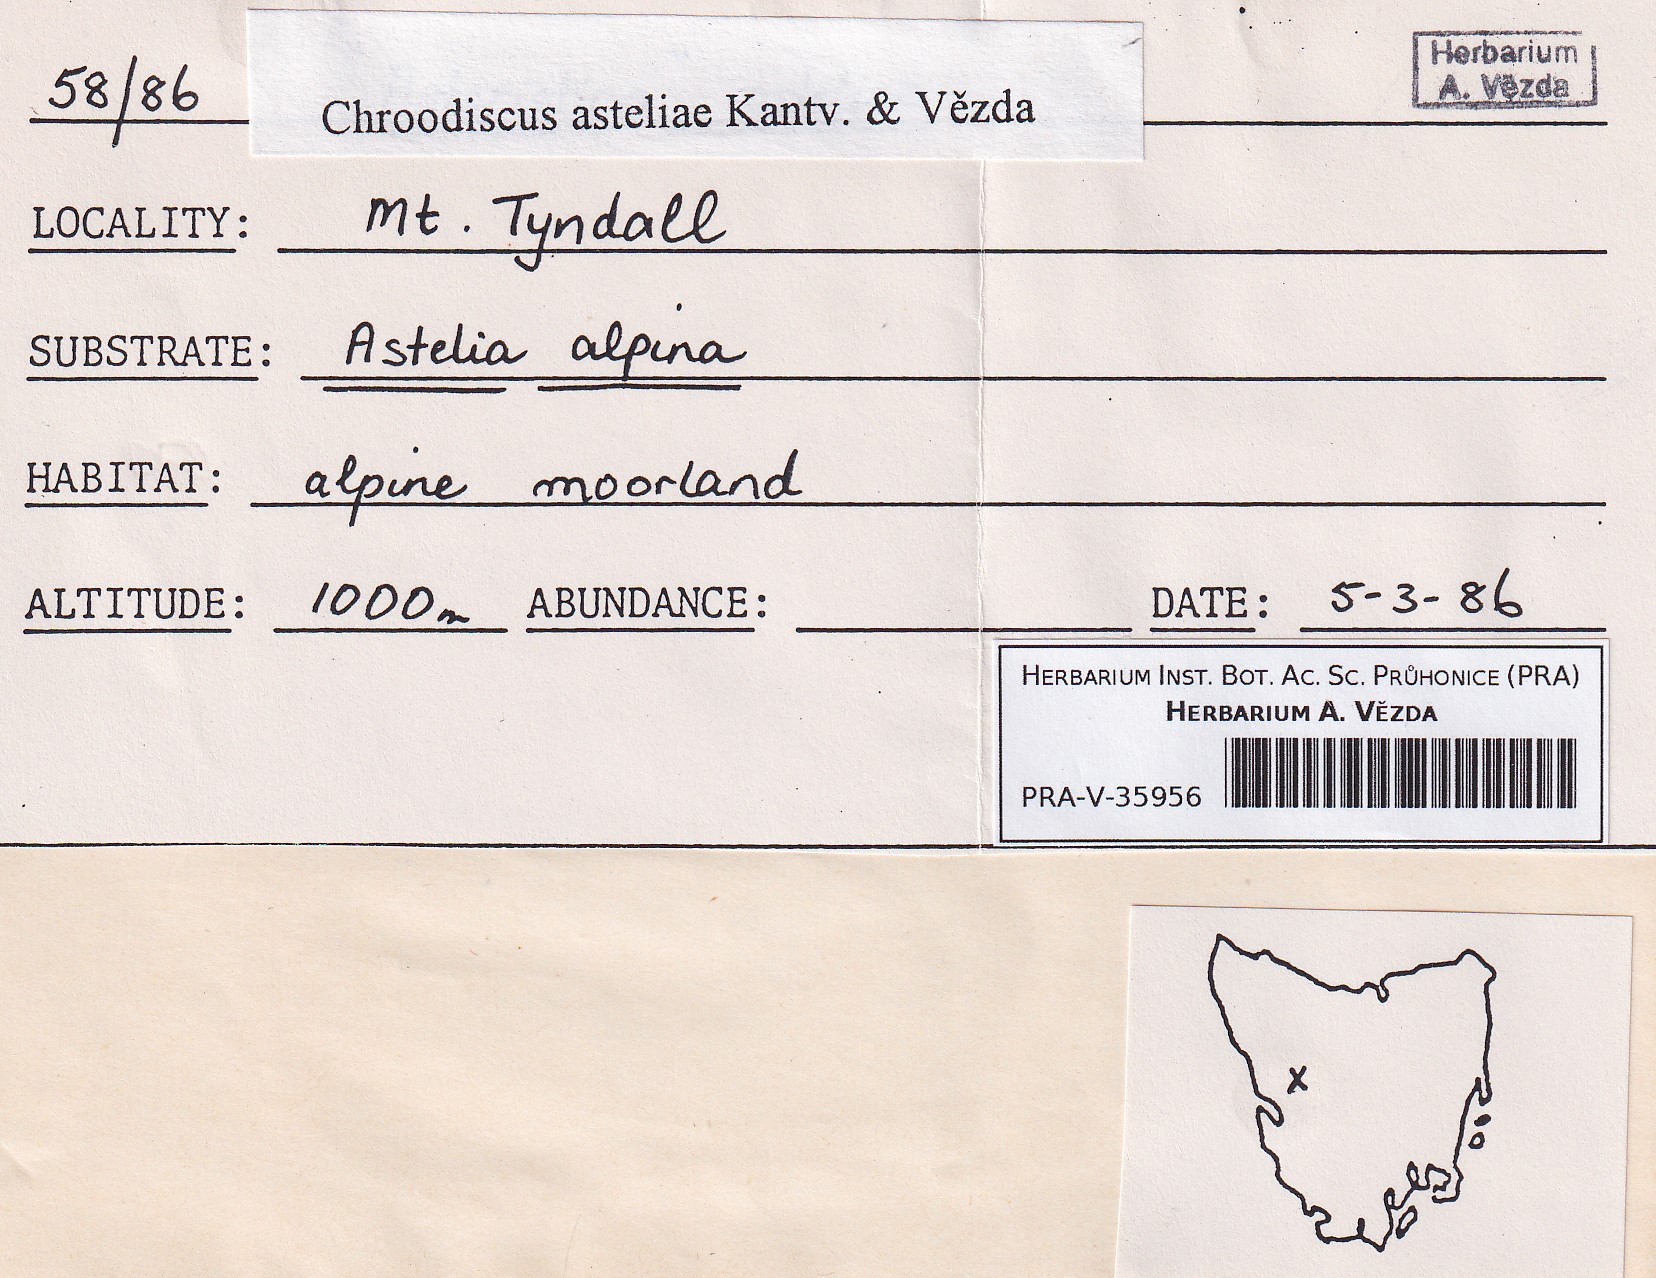 58/86
Chroodiscus asteliae Kantv. & Vězda
Herbarium
A. Vězda
LOCALITY: Mt. Tyndall
SUBSTRATE: Astelia alpina
HABITAT: alpine moorland
ALTITUDE: 1000m ABUNDANCE: DATE: 5-3-86
HERBARIUM INST. BOT. AC. SC. PRŮHONICE (PRA)
HERBARIUM A. VĚZDA
PRA-V-35956
x